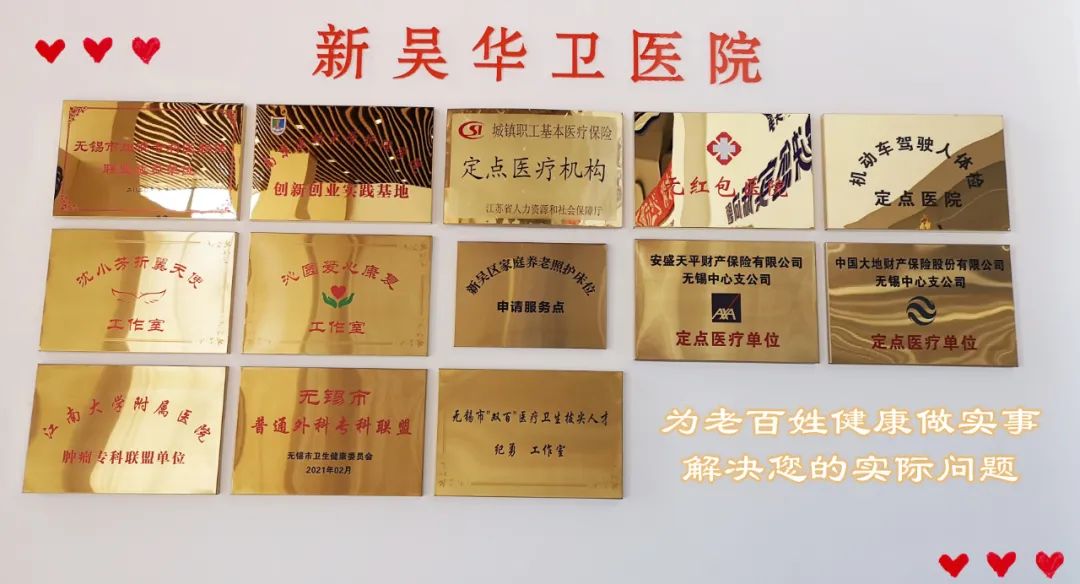 新吴华卫医院
创新创业实践基地
CSI 城镇职工基本医疗保险
定点医疗机构
江苏省人力资源和社会保障厅
无红包医院
机动车驾驶人体检
定点医院
沈小芳折翼天使
工作室
沁园爱心康复
工作室
新吴区家庭养老照护床位
申请服务点
安盛天平财产保险有限公司
无锡中心支公司
AXA
定点医疗单位
中国大地财产保险股份有限公司
无锡中心支公司
定点医疗单位
江南大学附属医院
肿瘤专科联盟单位
无锡市
普通外科专科联盟
无锡市卫生健康委员会
2021年02月
无锡市"双百"医疗卫生拔尖人才
纪勇 工作室
为老百姓健康做实事
解决您的实际问题